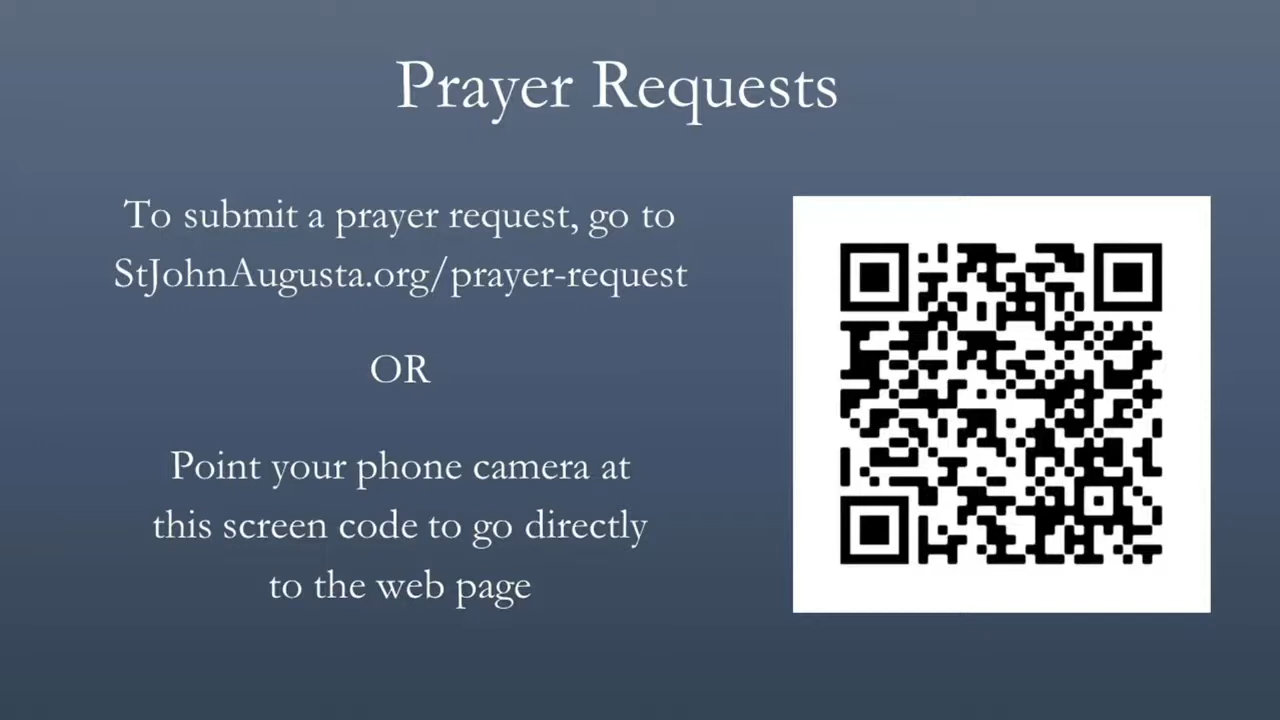 Prayer Requests
To submit a prayer request, go to
StJohnAugusta.org/prayer-request
OR
Point your phone camera at
this screen code to go directly
to the web page